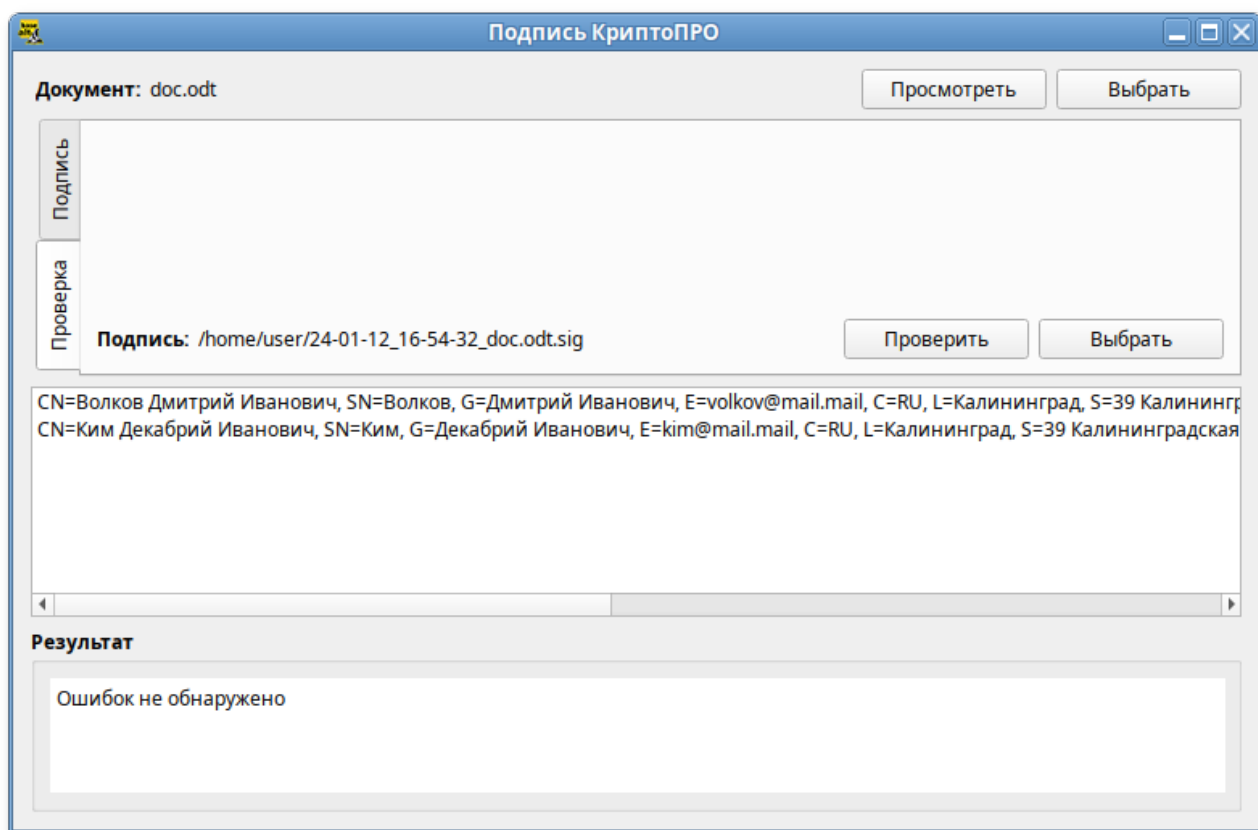 Подпись КриптоПРО
Документ: doc.odt
Просмотреть
Выбрать
Подпись
Проверка
Подпись: /home/user/24-01-12_16-54-32_doc.odt.sig
Проверить
Выбрать
CN=Волков Дмитрий Иванович, SN=Волков, G=Дмитрий Иванович, E=volkov@mail.mail, C=RU, L=Калининград, S=39 Калинингр
CN=Ким Декабрий Иванович, SN=Ким, G=Декабрий Иванович, E=kim@mail.mail, C=RU, L=Калининград, S=39 Калининградская
Результат
Ошибок не обнаружено